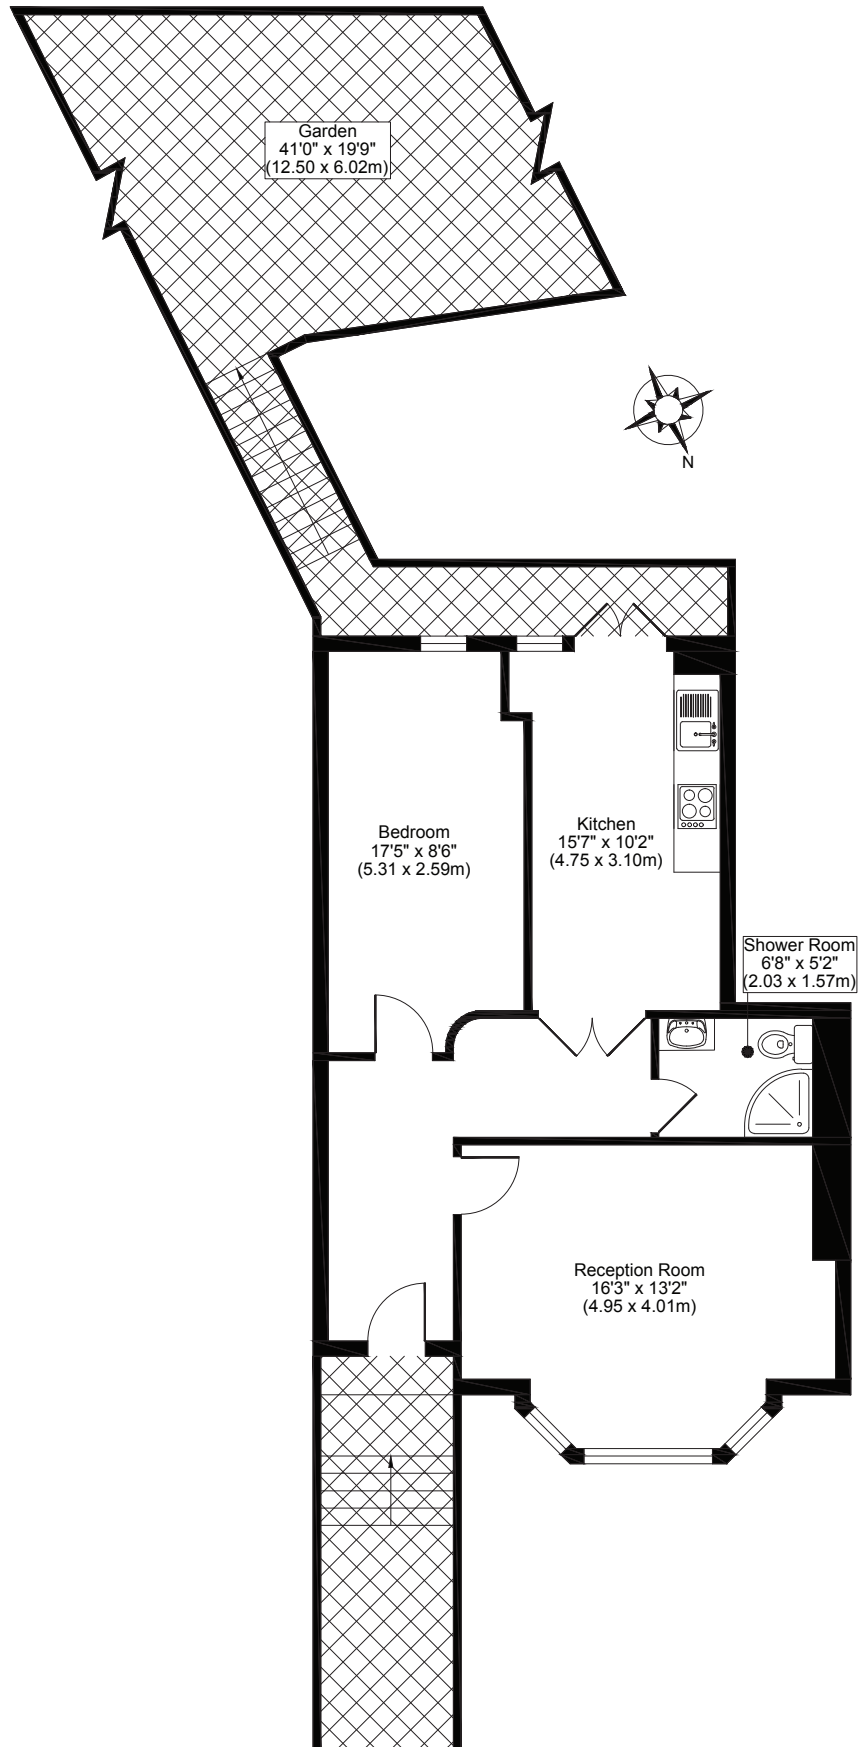 Garden
41'0" x 19'9"
(12.50 x 6.02m)
N
Bedroom
17'5" x 8'6"
(5.31 x 2.59m)
Kitchen
15'7" x 10'2"
(4.75 x 3.10m)
Shower Room
6'8" x 5'2"
(2.03 x 1.57m)
Reception Room
16'3" x 13'2"
(4.95 x 4.01m)